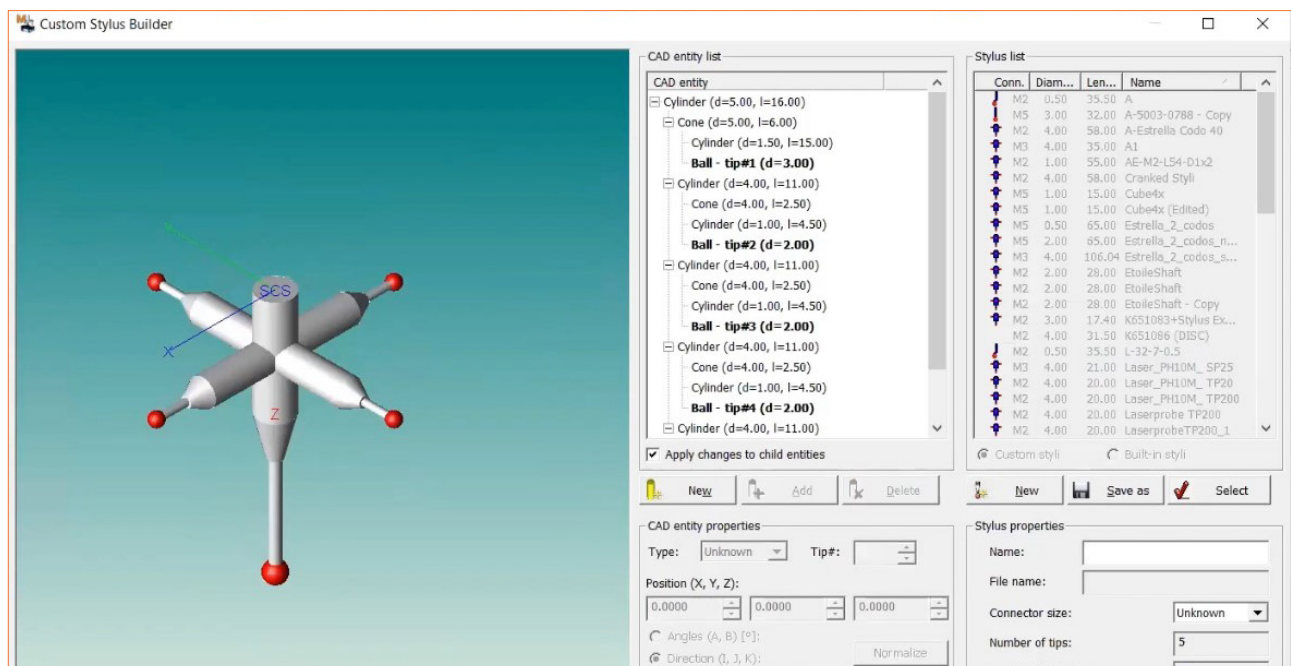 Custom Stylus Builder
SCS
X
Z
CAD entity list
CAD entity
Cylinder (d=5.00, l=16.00)
Cone (d=5.00, l=6.00)
Cylinder (d=1.50, l=15.00)
Ball - tip#1 (d=3.00)
Cylinder (d=4.00, l=11.00)
Cone (d=4.00, l=2.50)
Cylinder (d=1.00, l=4.50)
Ball - tip#2 (d=2.00)
Cylinder (d=4.00, l=11.00)
Cone (d=4.00, l=2.50)
Cylinder (d=1.00, l=4.50)
Ball - tip#3 (d=2.00)
Cylinder (d=4.00, l=11.00)
Cone (d=4.00, l=2.50)
Cylinder (d=1.00, l=4.50)
Ball - tip#4 (d=2.00)
Cylinder (d=4.00, l=11.00)
Apply changes to child entities
New Add Delete
CAD entity properties
Type: Unknown Tip#:
Position (X, Y, Z):
0.0000 0.0000 0.0000
Angles (A, B) [°]:
Direction (I, J, K): Normalize
Stylus list
Conn. Diam... Len... Name
M2 0.50 35.50 A
M5 3.00 32.00 A-5003-0788 - Copy
M2 4.00 58.00 A-Estrella Codo 40
M3 4.00 35.00 A1
M2 1.00 55.00 AE-M2-L54-D1x2
M2 4.00 58.00 Cranked Styli
M5 1.00 15.00 Cube4x
M5 1.00 15.00 Cube4x (Edited)
M5 0.50 65.00 Estrella_2_codos
M5 2.00 65.00 Estrella_2_codos_n...
M3 4.00 106.04 Estrella_2_codos_s...
M2 2.00 28.00 EtoileShaft
M2 2.00 28.00 EtoileShaft
M2 2.00 28.00 EtoileShaft - Copy
M2 3.00 17.40 K651083+Stylus Ex...
M2 4.00 31.50 K651086 (DISC)
M2 0.50 35.50 L-32-7-0.5
M3 4.00 21.00 Laser_PH10M_ SP25
M2 4.00 20.00 Laser_PH10M_ TP20
M2 4.00 20.00 Laser_PH10M_ TP200
M2 4.00 20.00 Laserprobe TP200
M2 4.00 20.00 LaserprobeTP200_1
Custom styli Built-in styli
New Save as Select
Stylus properties
Name:
File name:
Connector size: Unknown
Number of tips: 5